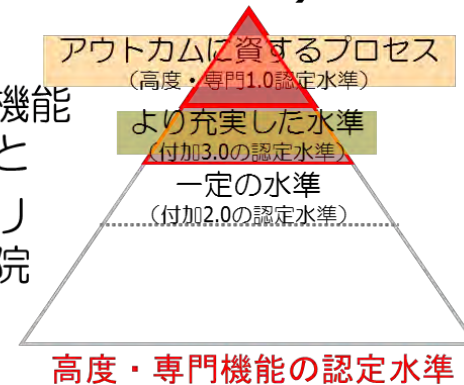 アウトカムに資するプロセス
（高度・専門1.0認定水準）
機能
より充実した水準
（付加3.0の認定水準）
と
一定の水準
（付加2.0の認定水準）
リ
院
高度・専門機能の認定水準